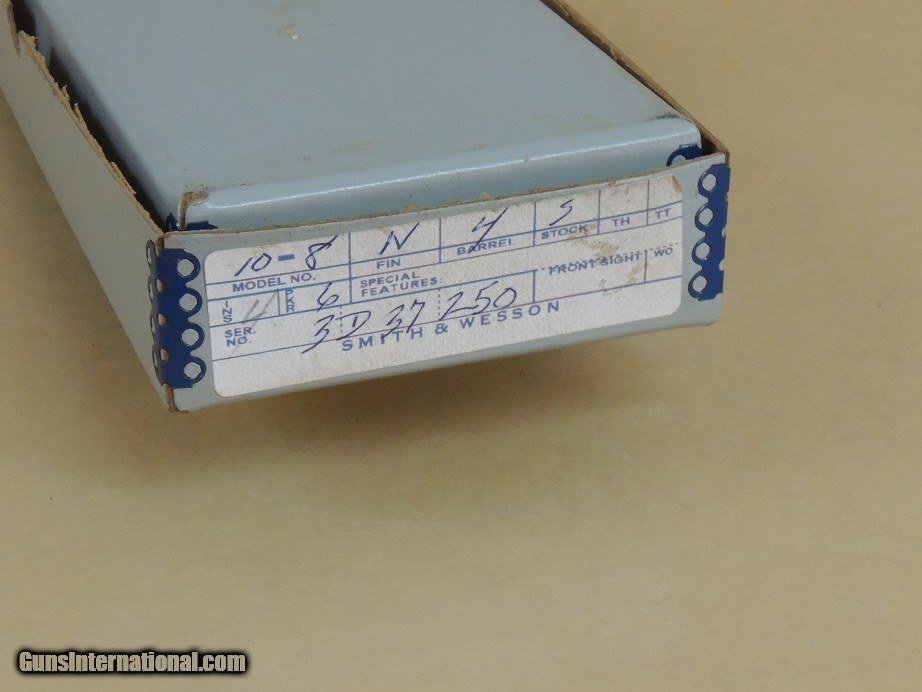 10-8 N 4 S
MODEL NO. FIN BARREL STOCK TH TT
INS PKR 6 SPECIAL FEATURES: FRONT SIGHT WO
SER. NO. 3D37250
SMITH & WESSON
GunsInternational.com